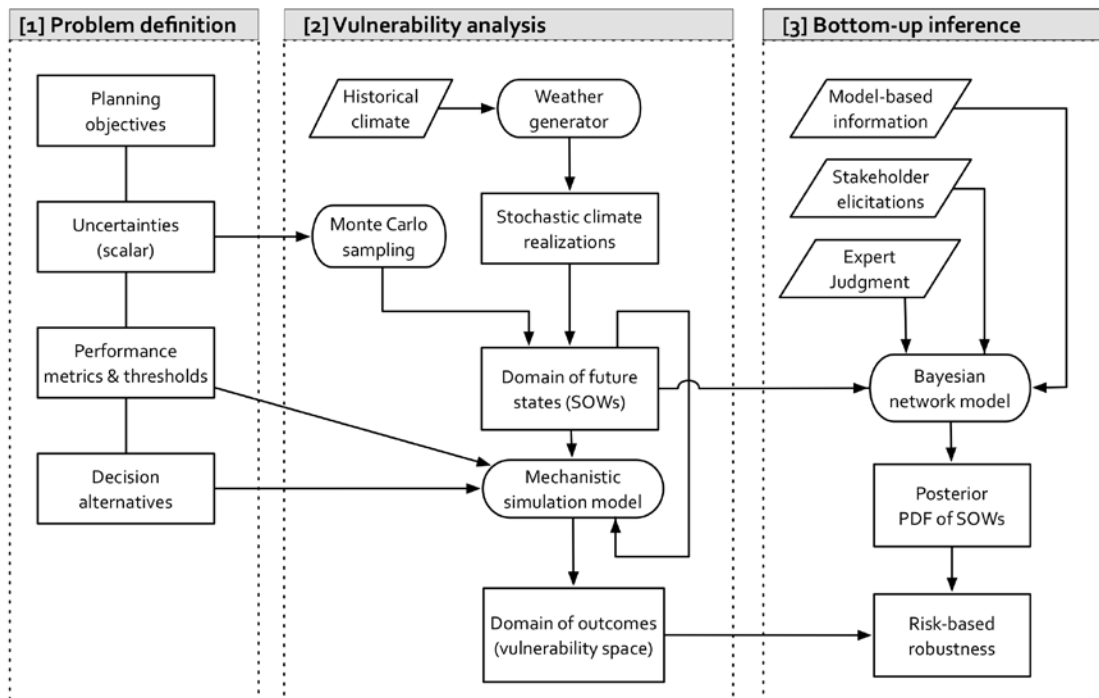 [1] Problem definition
Planning
objectives
Uncertainties
(scalar)
Performance
metrics & thresholds
Decision
alternatives
[2] Vulnerability analysis
Historical
climate
Weather
generator
Monte Carlo
sampling
Stochastic climate
realizations
Domain of future
states (SOWs)
Mechanistic
simulation model
Domain of outcomes
(vulnerability space)
[3] Bottom-up inference
Model-based
information
Stakeholder
elicitations
Expert
Judgment
Bayesian
network model
Posterior
PDF of SOWs
Risk-based
robustness